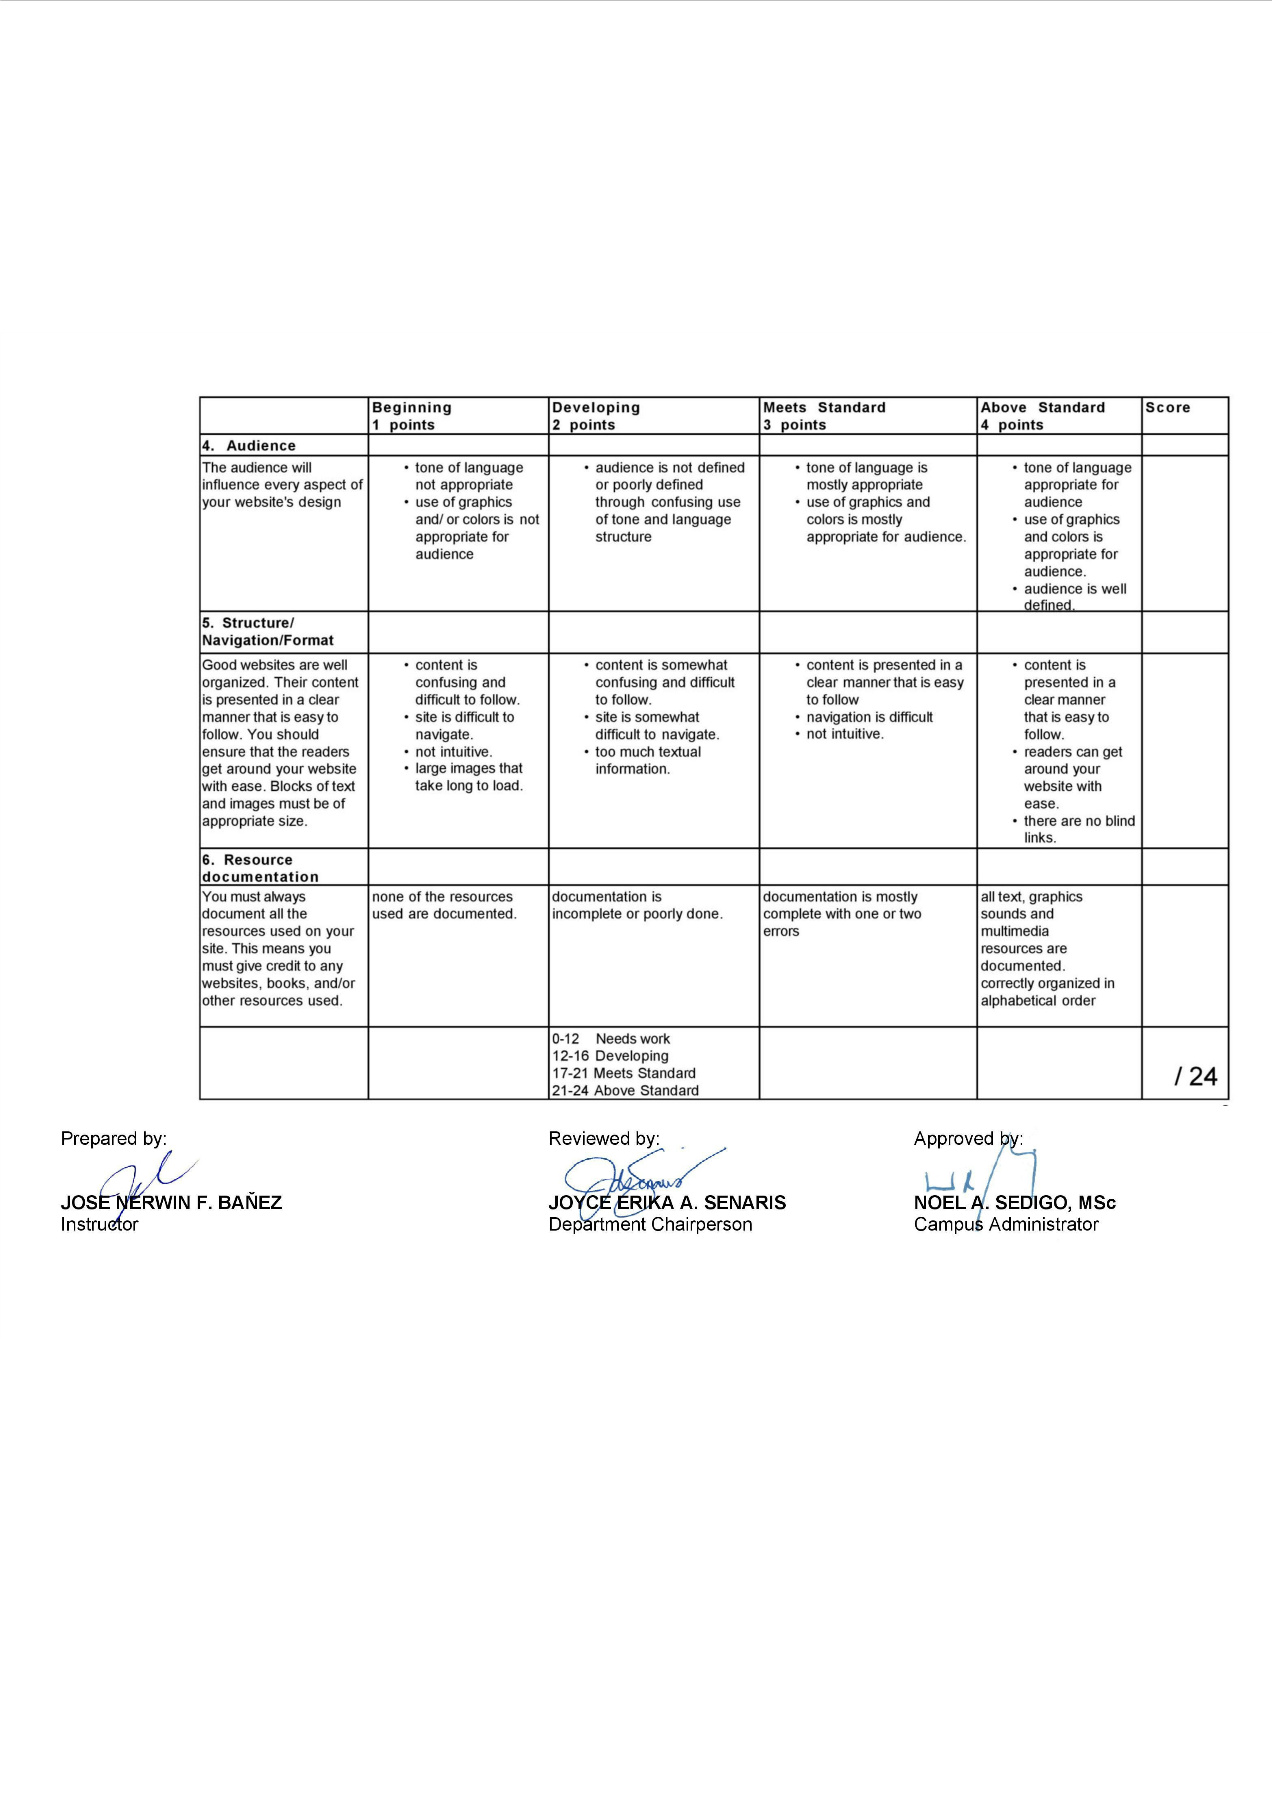 Beginning
1 points
Developing
2 points
Meets Standard
3 points
Above Standard
4 points
Score
4. Audience
The audience will
influence every aspect of
your website's design
• tone of language
not appropriate
• use of graphics
and/ or colors is not
appropriate for
audience
• audience is not defined
or poorly defined
through confusing use
of tone and language
structure
• tone of language is
mostly appropriate
• use of graphics and
colors is mostly
appropriate for audience.
• tone of language
appropriate for
audience
• use of graphics
and colors is
appropriate for
audience.
• audience is well
defined.
5. Structure/
Navigation/Format
Good websites are well
organized. Their content
is presented in a clear
manner that is easy to
follow. You should
ensure that the readers
get around your website
with ease. Blocks of text
and images must be of
appropriate size.
• content is
confusing and
difficult to follow.
• site is difficult to
navigate.
• not intuitive.
• large images that
take long to load.
• content is somewhat
confusing and difficult
to follow.
• site is somewhat
difficult to navigate.
• too much textual
information.
• content is presented in a
clear manner that is easy
to follow
• navigation is difficult
• not intuitive.
• content is
presented in a
clear manner
that is easy to
follow.
• readers can get
around your
website with
ease.
• there are no blind
links.
6. Resource
documentation
You must always
document all the
resources used on your
site. This means you
must give credit to any
websites, books, and/or
other resources used.
none of the resources
used are documented.
documentation is
incomplete or poorly done.
documentation is mostly
complete with one or two
errors
all text, graphics
sounds and
multimedia
resources are
documented.
correctly organized in
alphabetical order
0-12 Needs work
12-16 Developing
17-21 Meets Standard
21-24 Above Standard
/ 24
Prepared by:
JOSE NERWIN F. BAŇEZ
Instructor
Reviewed by:
JOYCE ERIKA A. SENARIS
Department Chairperson
Approved by:
NOEL A. SEDIGO, MSc
Campus Administrator